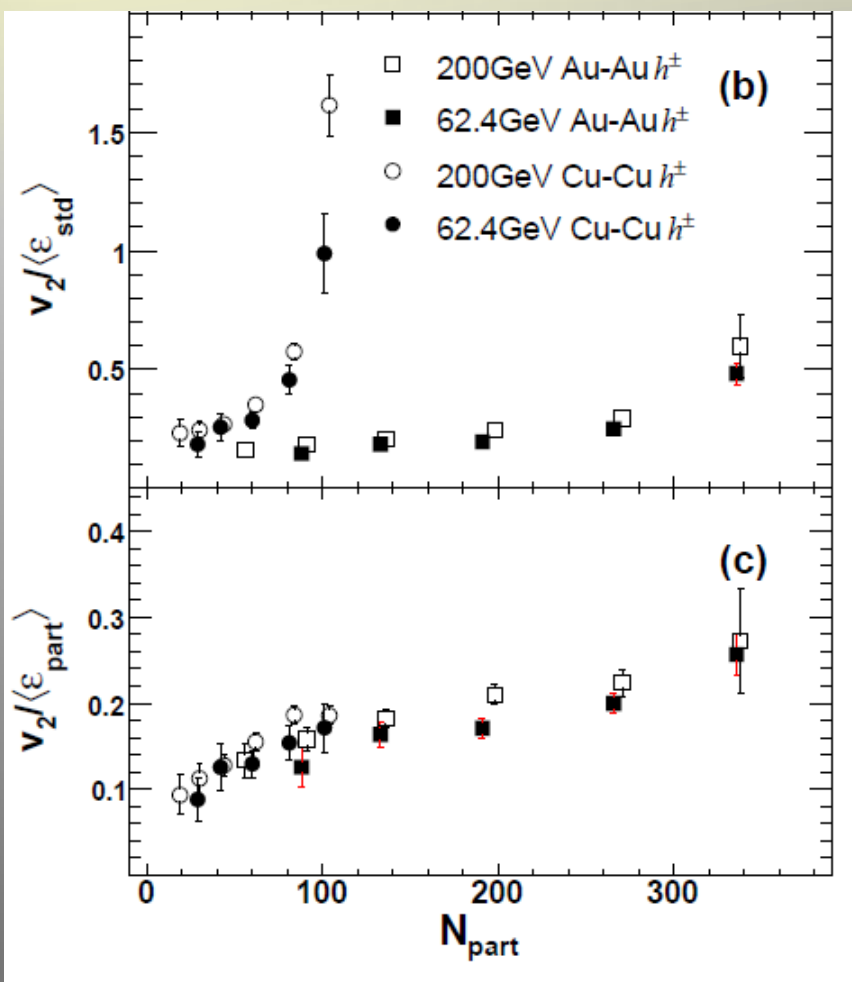 200GeV Au-Au h±
(b)
62.4GeV Au-Au h±
200GeV Cu-Cu h±
62.4GeV Cu-Cu h±
1.5
1
0.5
v2/⟨εstd⟩
(c)
0.4
0.3
0.2
0.1
v2/⟨εpart⟩
0 100 200 300
Npart